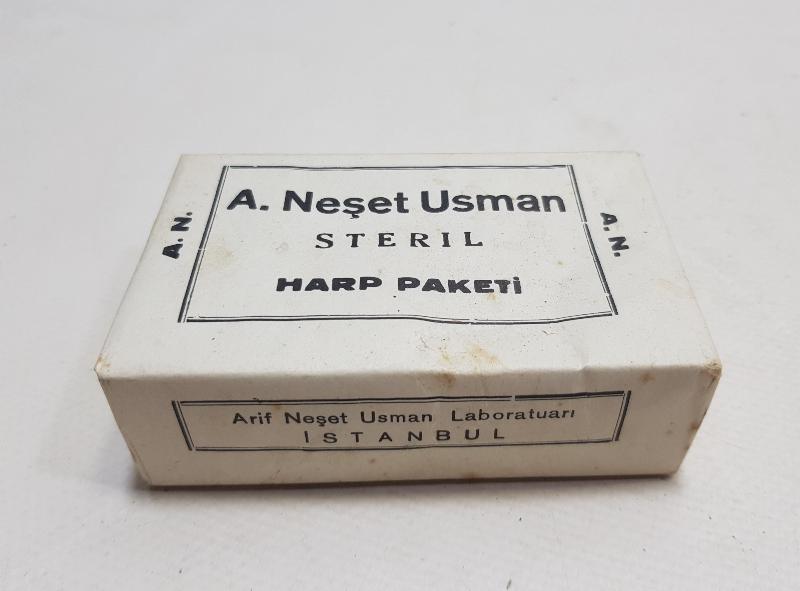 A. Neşet Usman
STERIL
HARP PAKETİ
A. N.
A. N.
Arif Neşet Usman Laboratuarı
İSTANBUL